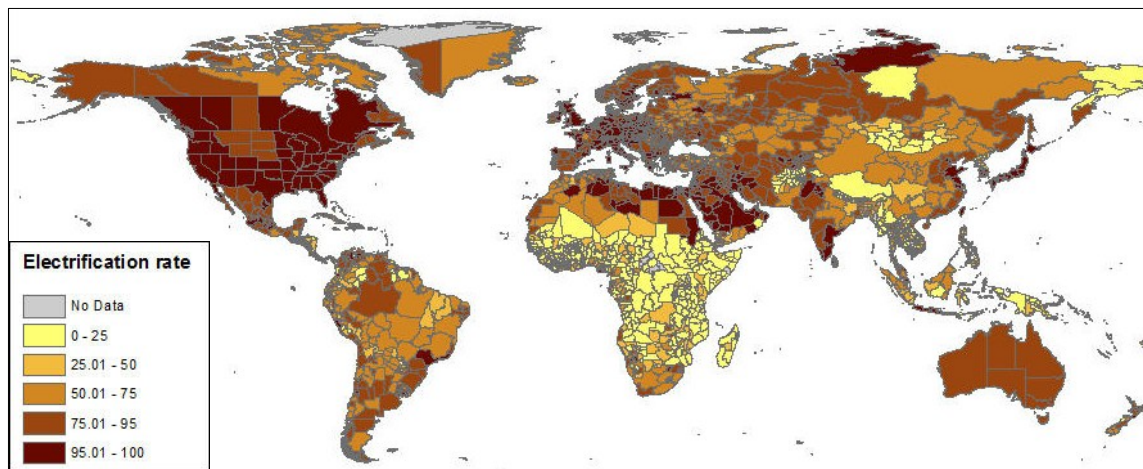 Electrification rate
No Data
0 - 25
25.01 - 50
50.01 - 75
75.01 - 95
95.01 - 100